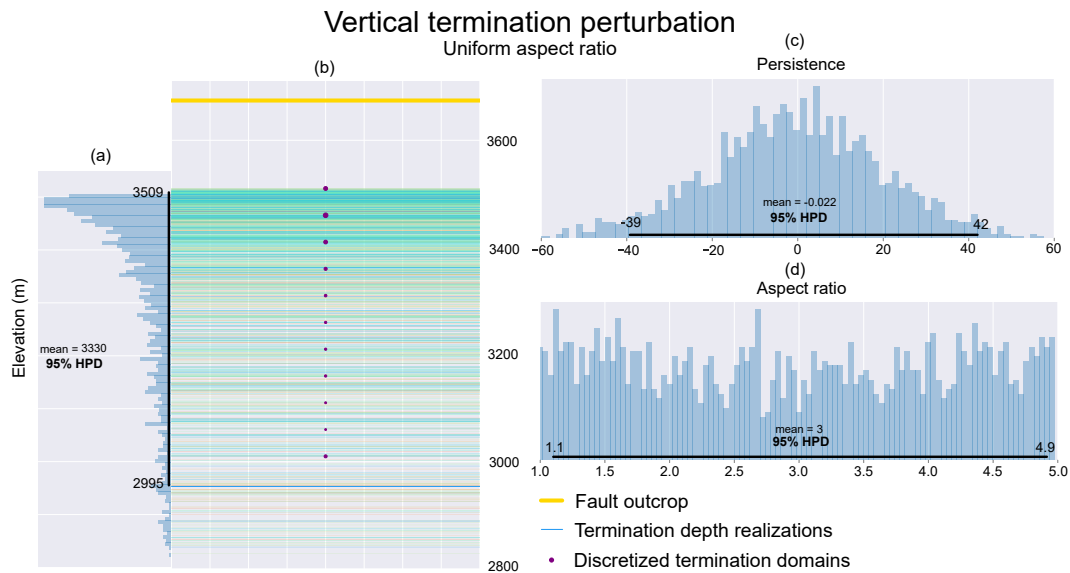 Vertical termination perturbation
Uniform aspect ratio
(a)
3509
mean = 3330
95% HPD
2995
Elevation (m)
(b)
3600
3400
3200
3000
2800
(c)
Persistence
mean = -0.022
95% HPD
-39
42
−60 −40 −20 0 20 40 60
(d)
Aspect ratio
mean = 3
95% HPD
1.1
4.9
1.0 1.5 2.0 2.5 3.0 3.5 4.0 4.5 5.0
Fault outcrop
Termination depth realizations
Discretized termination domains